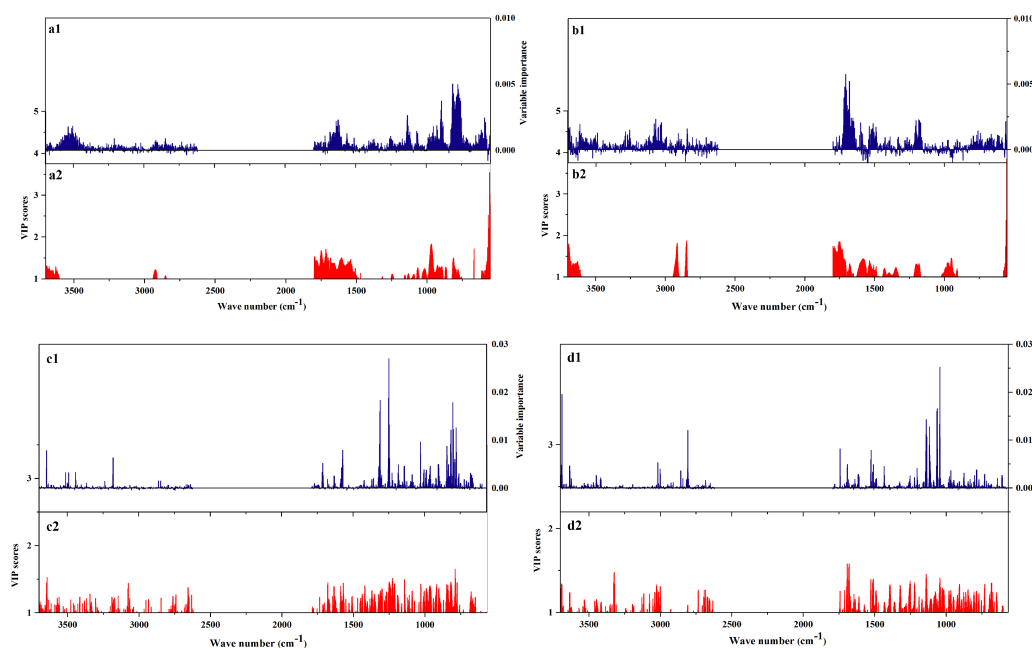 a1
0.010
0.005
0.000
Variable importance
5
4
a2
3
2
1
VIP scores
3500 3000 2500 2000 1500 1000
Wave number (cm-1)
b1
0.010
0.005
0.000
5
4
b2
3
2
1
VIP scores
3500 3000 2500 2000 1500 1000
Wave number (cm-1)
c1
0.03
0.02
0.01
0.00
Variable importance
3
c2
2
1
VIP scores
3500 3000 2500 2000 1500 1000
Wave number (cm-1)
d1
0.03
0.02
0.01
0.00
3
d2
2
1
VIP scores
3500 3000 2500 2000 1500 1000
Wave number (cm-1)